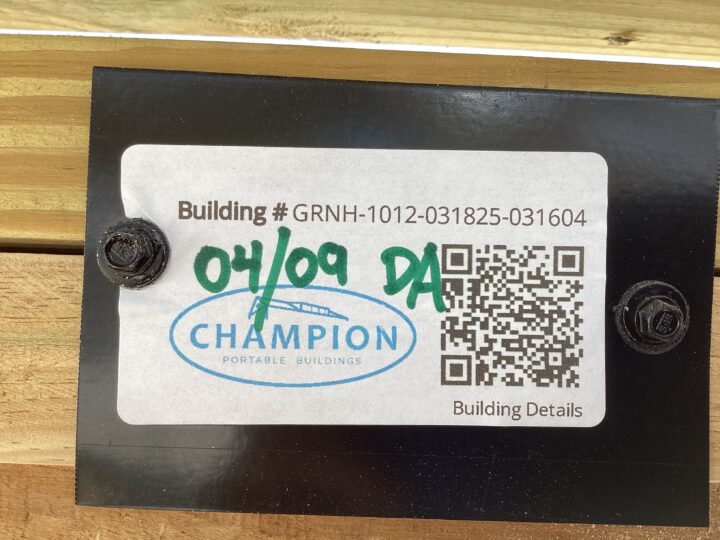 Building # GRNH-1012-031825-031604
04/09 DA
CHAMPION
PORTABLE BUILDINGS
Building Details